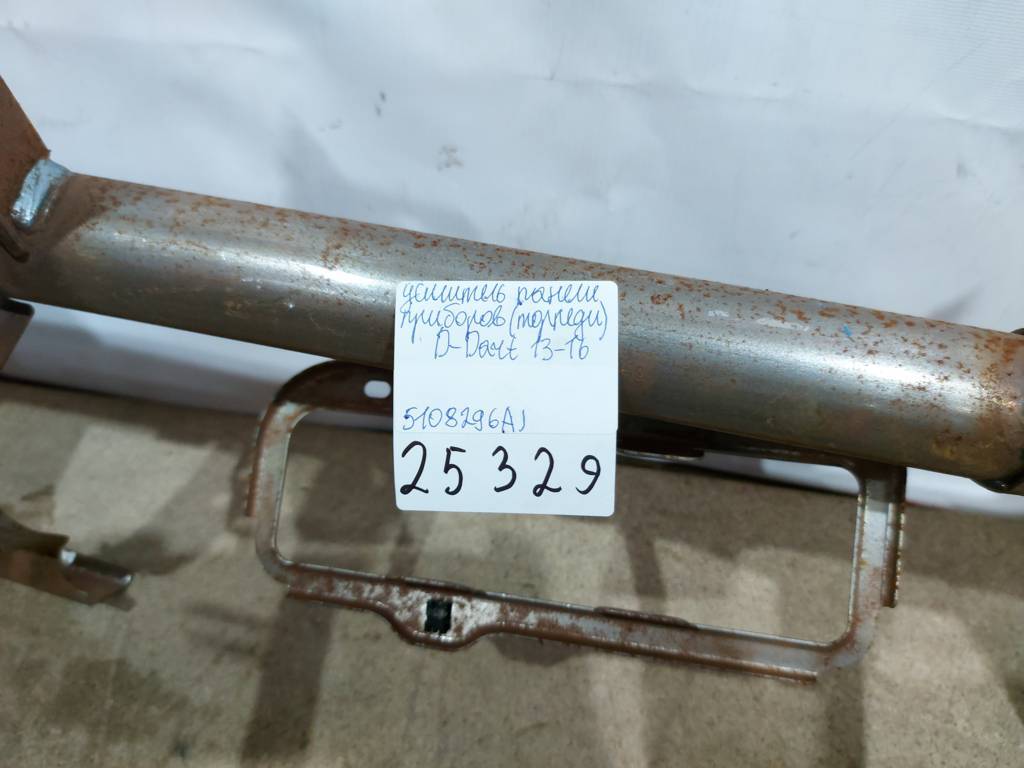 усилитель панели
приборов (торпеди)
D-Dart 13-16
5108296AJ
25329